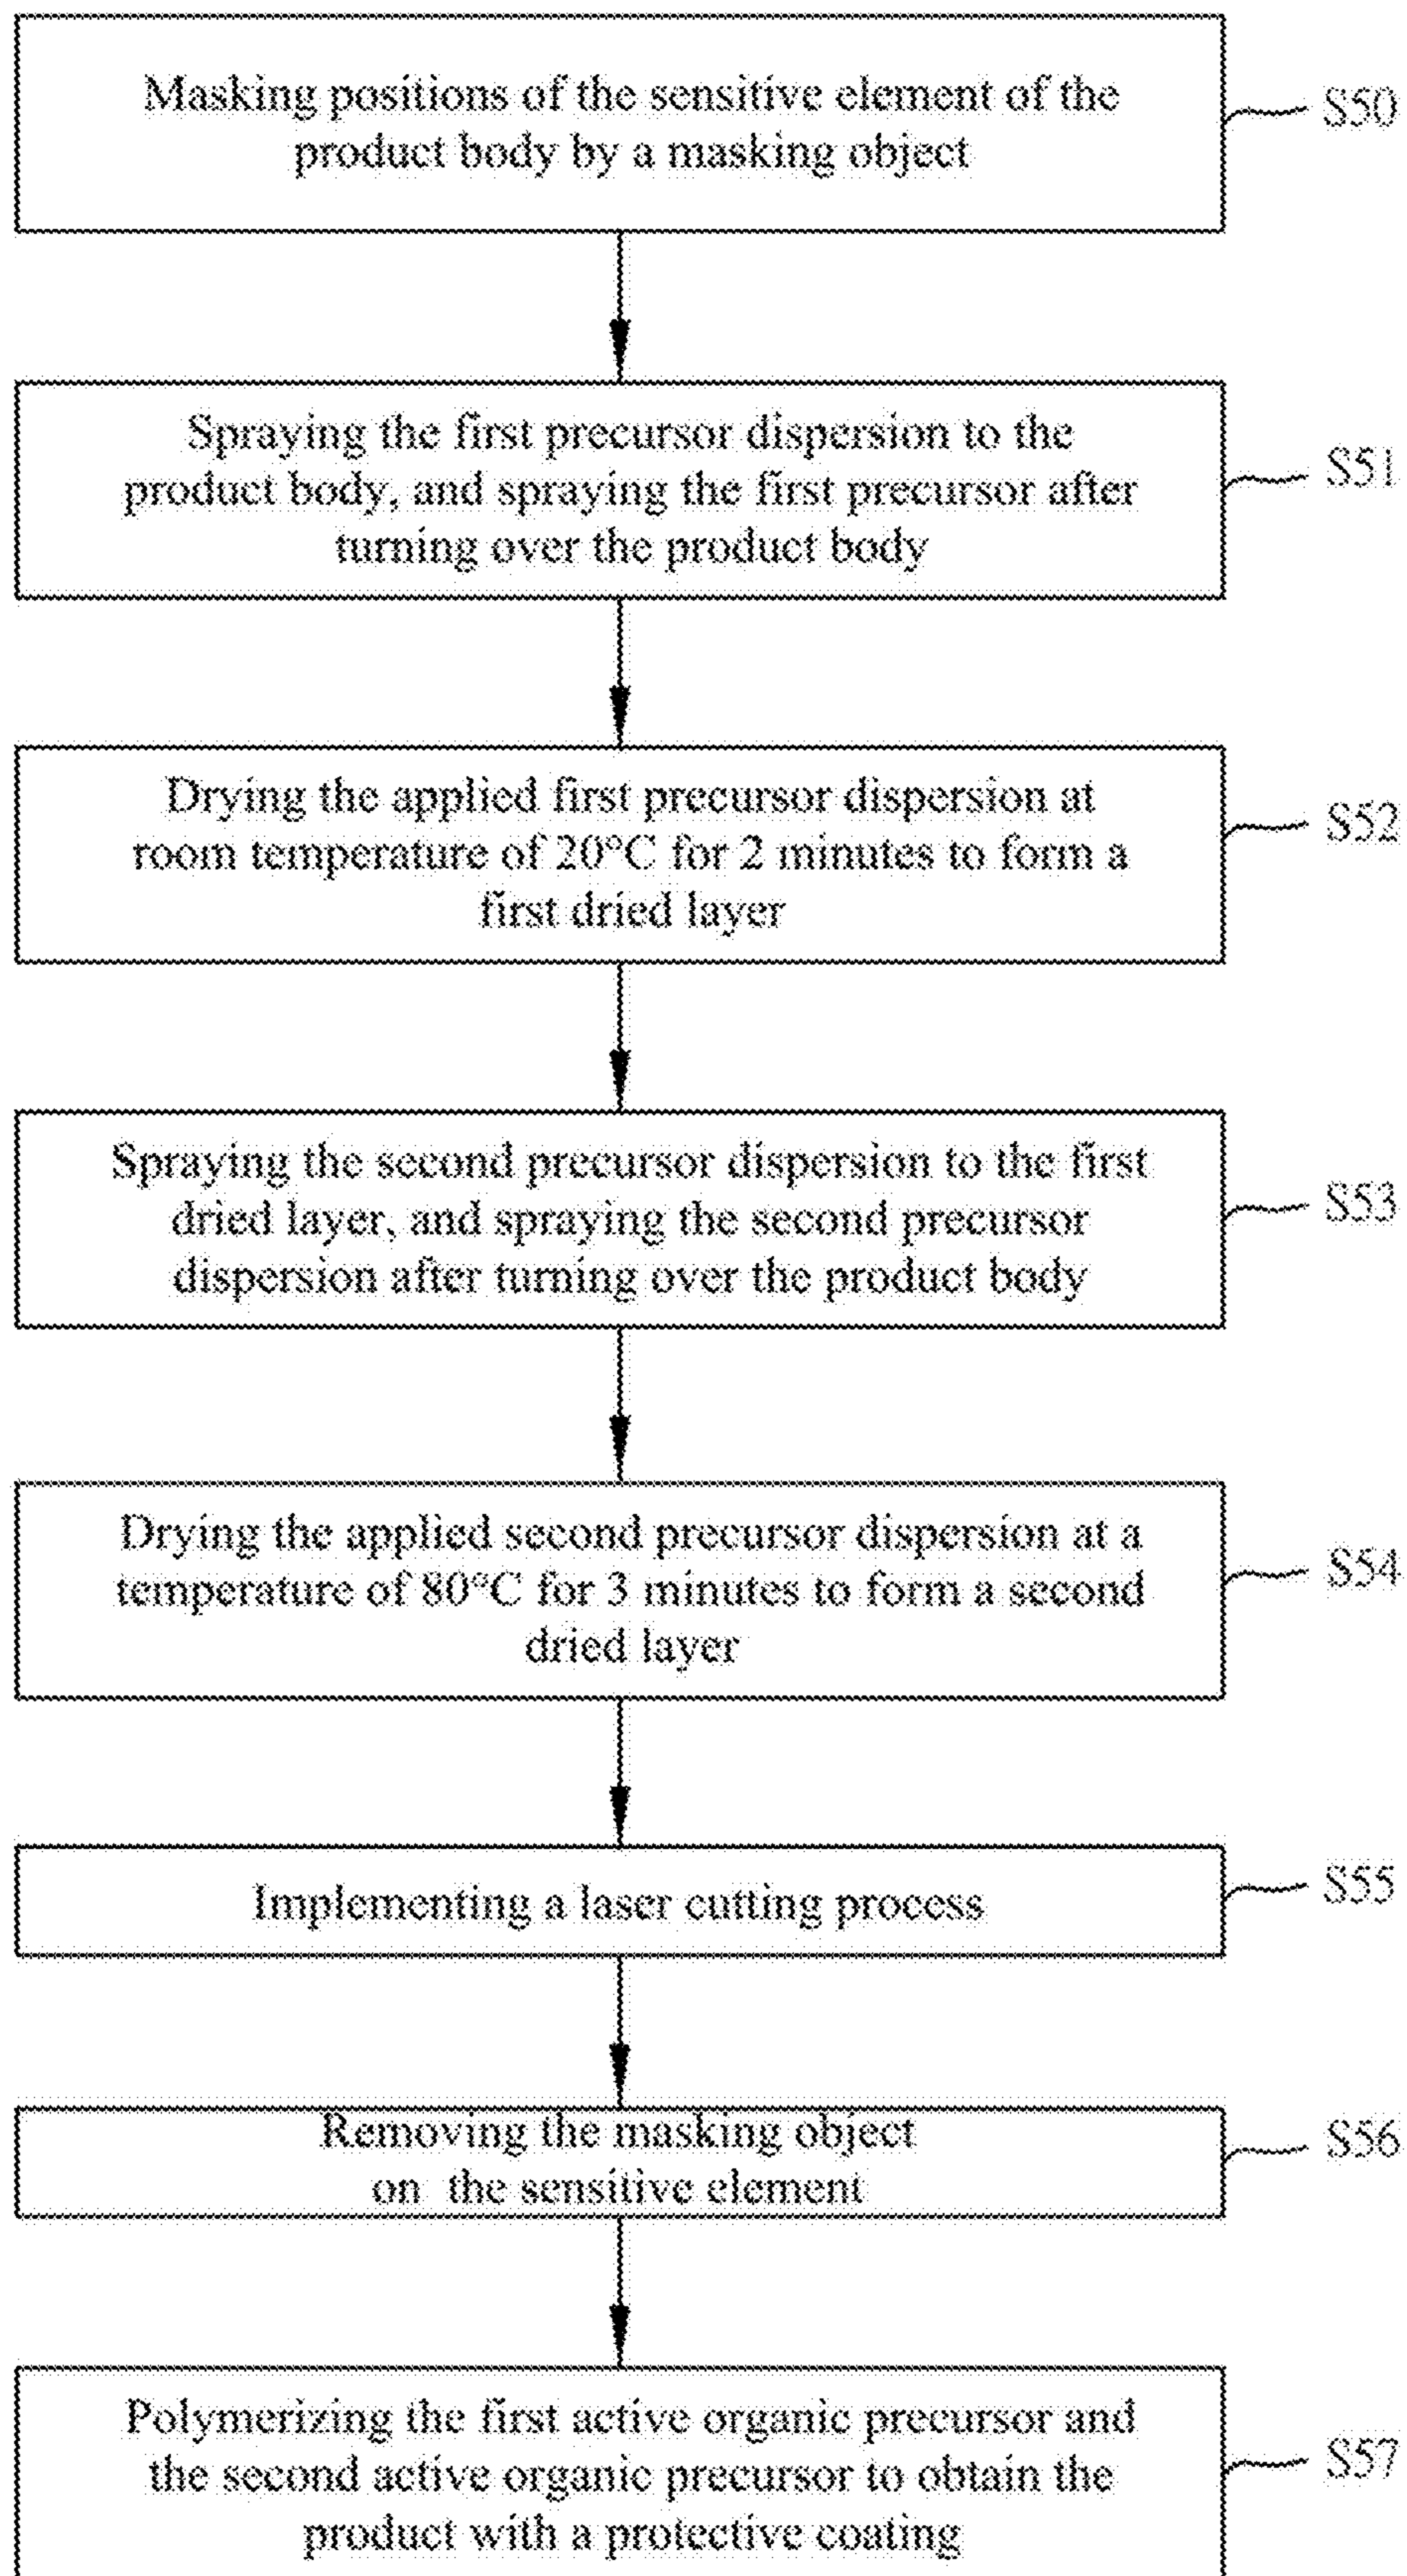 Masking positions of the sensitive element of the
product body by a masking object
S50
Spraying the first precursor dispersion to the
product body, and spraying the first precursor after
turning over the product body
S51
Drying the applied first precursor dispersion at
room temperature of 20°C for 2 minutes to form a
first dried layer
S52
Spraying the second precursor dispersion to the first
dried layer, and spraying the second precursor
dispersion after turning over the product body
S53
Drying the applied second precursor dispersion at a
temperature of 80°C for 3 minutes to form a second
dried layer
S54
Implementing a laser cutting process
S55
Removing the masking object
on the sensitive element
S56
Polymerizing the first active organic precursor and
the second active organic precursor to obtain the
product with a protective coating
S57